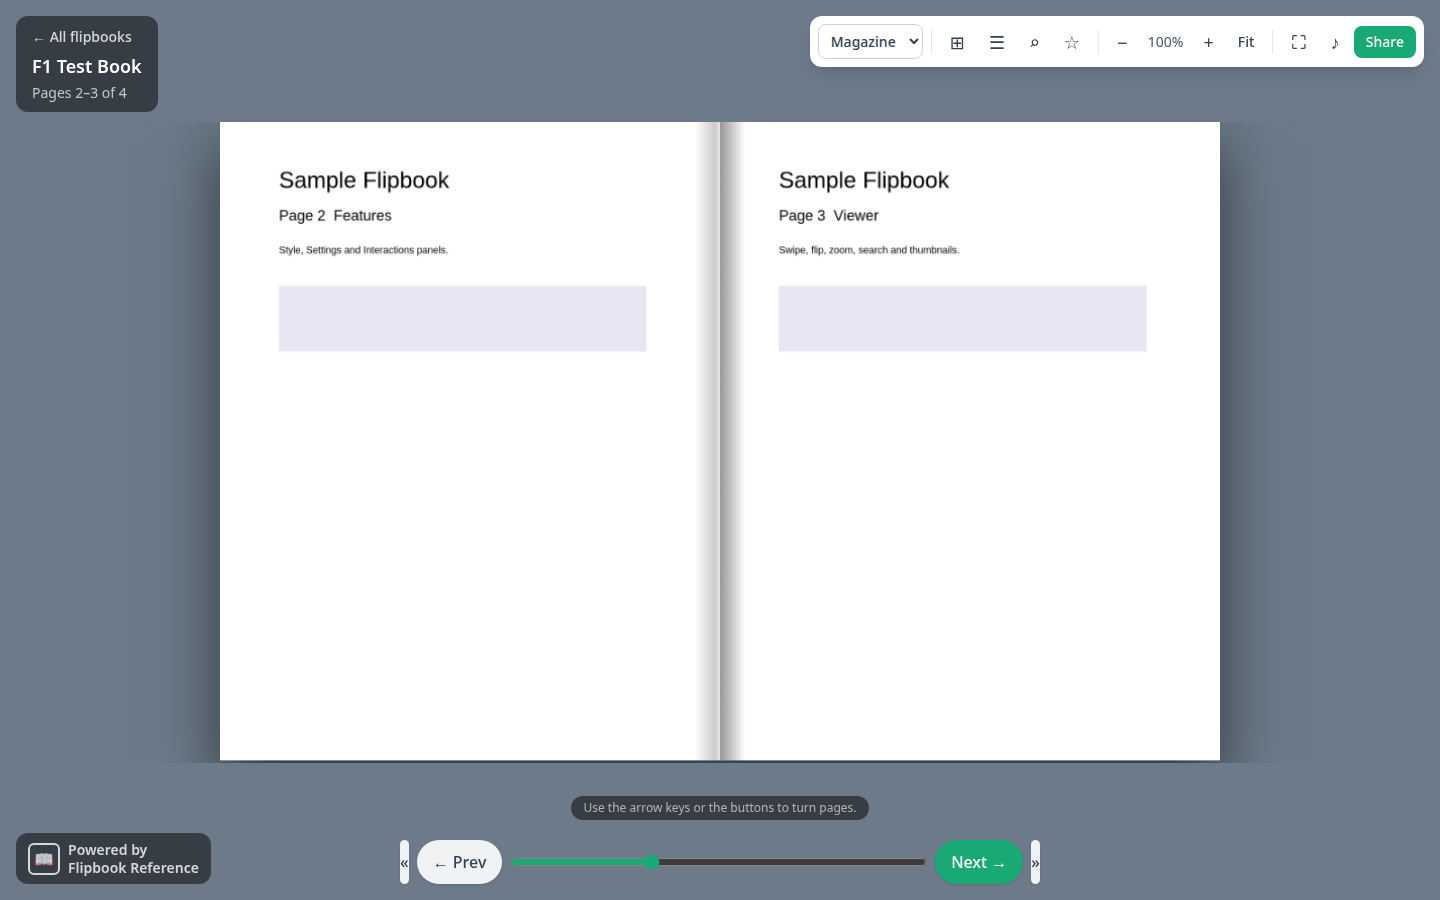 ← All flipbooks
F1 Test Book
Pages 2–3 of 4
Magazine
− 100% + Fit
Share
Sample Flipbook
Page 2 Features
Style, Settings and Interactions panels.
Sample Flipbook
Page 3 Viewer
Swipe, flip, zoom, search and thumbnails.
Use the arrow keys or the buttons to turn pages.
Powered by
Flipbook Reference
« ← Prev
Next → »